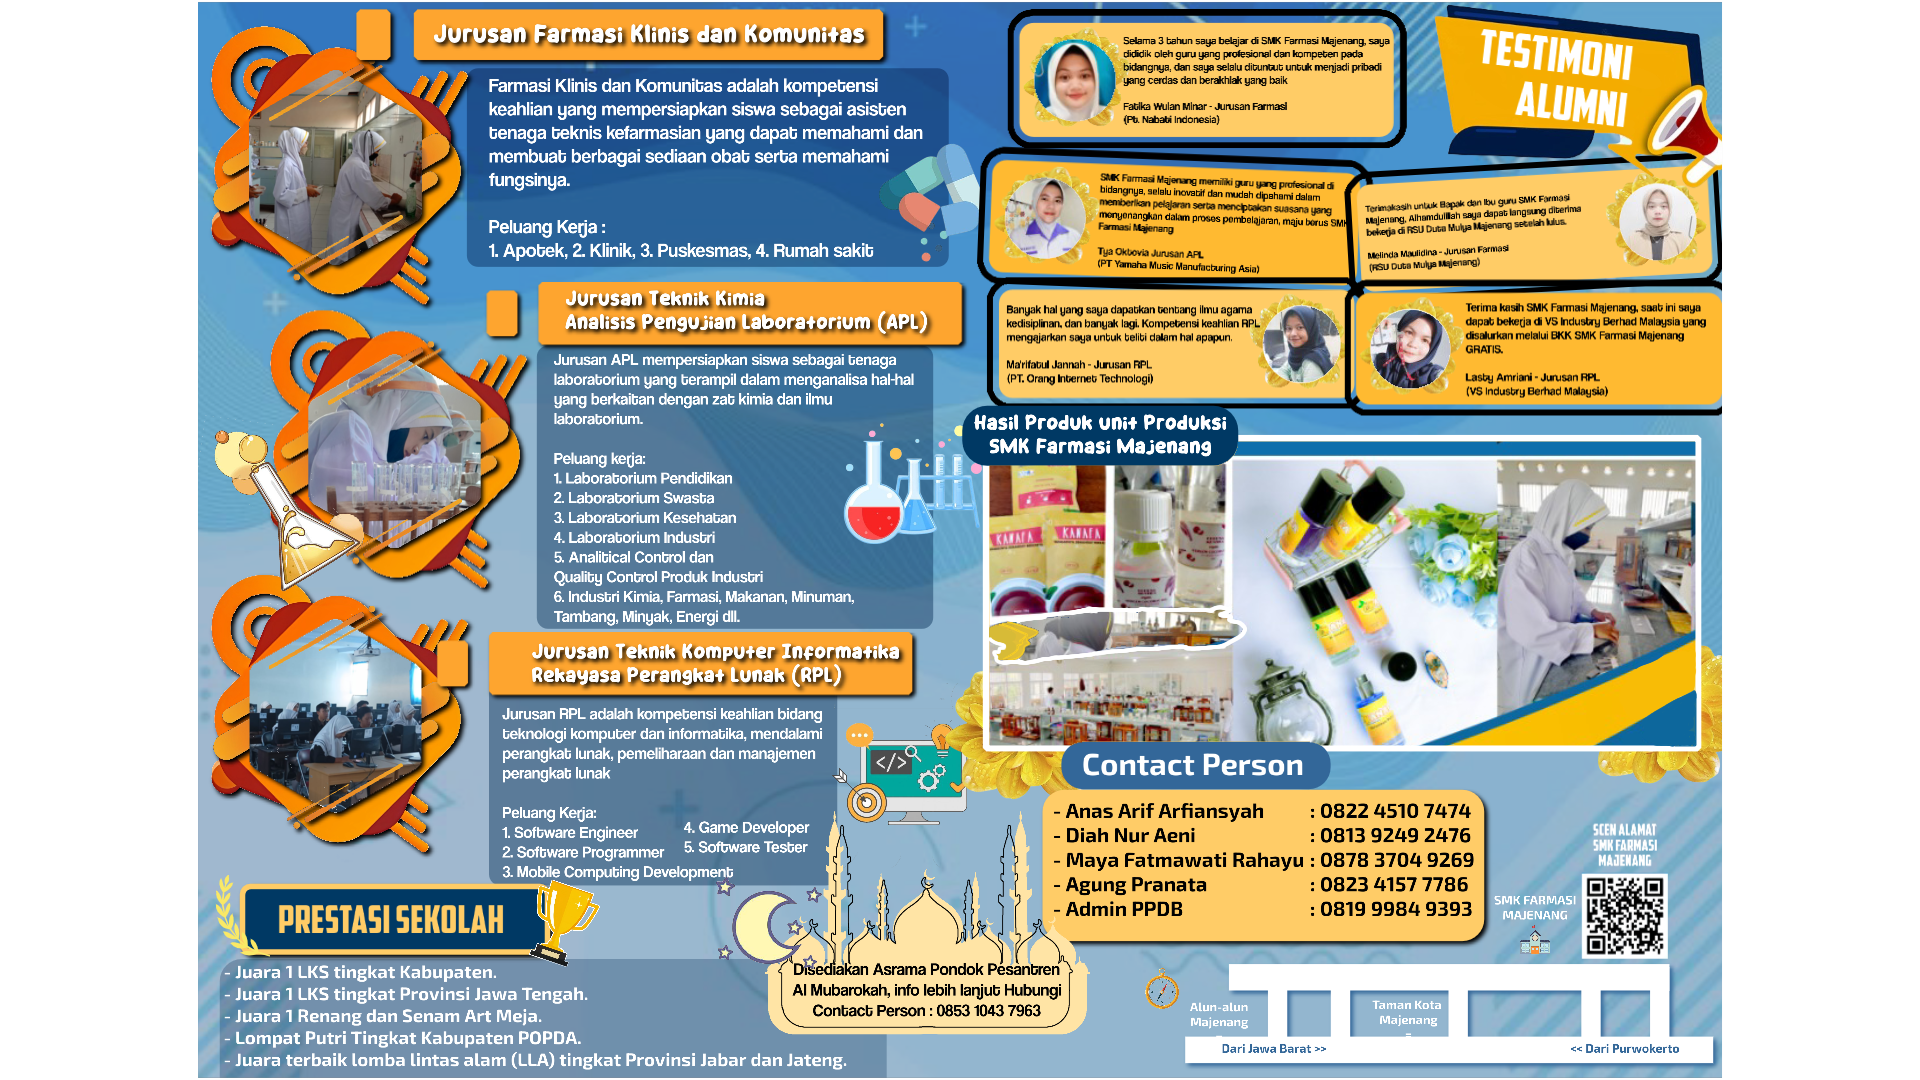 Jurusan Farmasi Klinis dan Komunitas
Farmasi Klinis dan Komunitas adalah kompetensi
keahlian yang mempersiapkan siswa sebagai asisten
tenaga teknis kefarmasian yang dapat memahami dan
membuat berbagai sediaan obat serta memahami
fungsinya.
Peluang Kerja :
1. Apotek, 2. Klinik, 3. Puskesmas, 4. Rumah sakit
Jurusan Teknik Kimia
Analisis Pengujian Laboratorium (APL)
Jurusan APL mempersiapkan siswa sebagai tenaga
laboratorium yang terampil dalam menganalisa hal-hal
yang berkaitan dengan zat kimia dan ilmu
laboratorium.
Peluang kerja:
1. Laboratorium Pendidikan
2. Laboratorium Swasta
3. Laboratorium Kesehatan
4. Laboratorium Industri
5. Analitical Control dan
Quality Control Produk Industri
6. Industri Kimia, Farmasi, Makanan, Minuman,
Tambang, Minyak, Energi dll.
Jurusan Teknik Komputer Informatika
Rekayasa Perangkat Lunak (RPL)
Jurusan RPL adalah kompetensi keahlian bidang
teknologi komputer dan informatika, mendalami
perangkat lunak, pemeliharaan dan manajemen
perangkat lunak
Peluang Kerja:
1. Software Engineer
2. Software Programmer
3. Mobile Computing Development
4. Game Developer
5. Software Tester
</>
PRESTASI SEKOLAH
- Juara 1 LKS tingkat Kabupaten.
- Juara 1 LKS tingkat Provinsi Jawa Tengah.
- Juara 1 Renang dan Senam Art Meja.
- Lompat Putri Tingkat Kabupaten POPDA.
- Juara terbaik lomba lintas alam (LLA) tingkat Provinsi Jabar dan Jateng.
Disediakan Asrama Pondok Pesantren
Al Mubarokah, info lebih lanjut Hubungi
Contact Person : 0853 1043 7963
TESTIMONI
ALUMNI
Selama 3 tahun saya belajar di SMK Farmasi Majenang, saya
dididik oleh guru yang profesional dan kompeten pada
bidangnya, dan saya selalu dituntut untuk menjadi pribadi
yang cerdas dan berakhlak yang baik
Fatika Wulan Minar - Jurusan Farmasi
(Pt. Nabati Indonesia)
SMK Farmasi Majenang memiliki guru yang profesional di
bidangnya, selalu inovatif dan mudah dipahami dalam
memberikan pelajaran serta menciptakan suasana yang
menyenangkan dalam proses pembelajaran, maju borus SMK
Farmasi Majenang
Tya Oktovia Jurusan APL
(PT Yamaha Music Manufacturing Asia)
Terimakasih untuk Bapak dan Ibu guru SMK Farmasi
Majenang, Alhamdulillah saya dapat langsung diterima
bekerja di RSU Duta Mulya Majenang setelah lulus.
Melinda Maulidina - Jurusan Farmasi
(RSU Duta Mulya Majenang)
Banyak hal yang saya dapatkan tentang ilmu agama
kedisiplinan, dan banyak lagi. Kompetensi keahlian RPL
mengajarkan saya untuk teliti dalam hal apapun.
Ma'rifatul Jannah - Jurusan RPL
(PT. Orang Internet Technologi)
Terima kasih SMK Farmasi Majenang, saat ini saya
dapat bekerja di VS Industry Berhad Malaysia yang
disalurkan melalui BKK SMK Farmasi Majenang
GRATIS.
Lasty Amriani - Jurusan RPL
(VS Industry Berhad Malaysia)
Hasil Produk unit Produksi
SMK Farmasi Majenang
KANAFA
Contact Person
- Anas Arif Arfiansyah : 0822 4510 7474
- Diah Nur Aeni : 0813 9249 2476
- Maya Fatmawati Rahayu : 0878 3704 9269
- Agung Pranata : 0823 4157 7786
- Admin PPDB : 0819 9984 9393
SCEN ALAMAT
SMK FARMASI
MAJENANG
SMK FARMASI
MAJENANG
Alun-alun
Majenang
Taman Kota
Majenang
Dari Jawa Barat >>
<< Dari Purwokerto